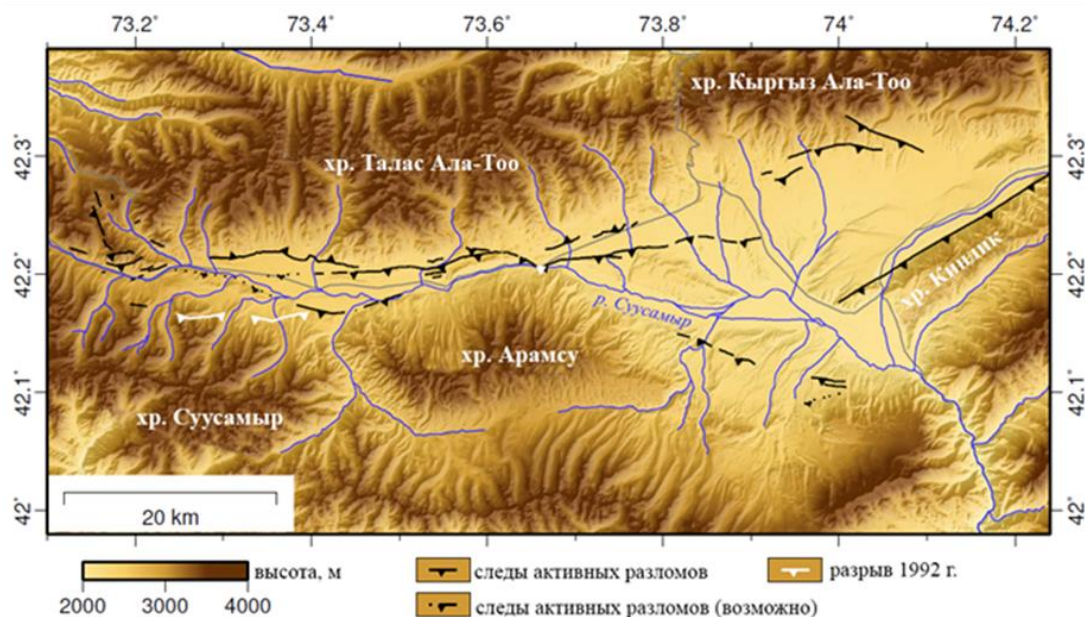 73.2° 73.4° 73.6° 73.8° 74° 74.2°
хр. Кыргыз Ала-Тоо
42.3° 42.3°
хр. Талас Ала-Тоо
42.2° 42.2°
хр. Киндик
р. Суусамыр
хр. Арамсу
42.1° 42.1°
хр. Суусамыр
42° 42°
20 km
высота, м
2000 3000 4000
следы активных разломов
разрыв 1992 г.
следы активных разломов (возможно)